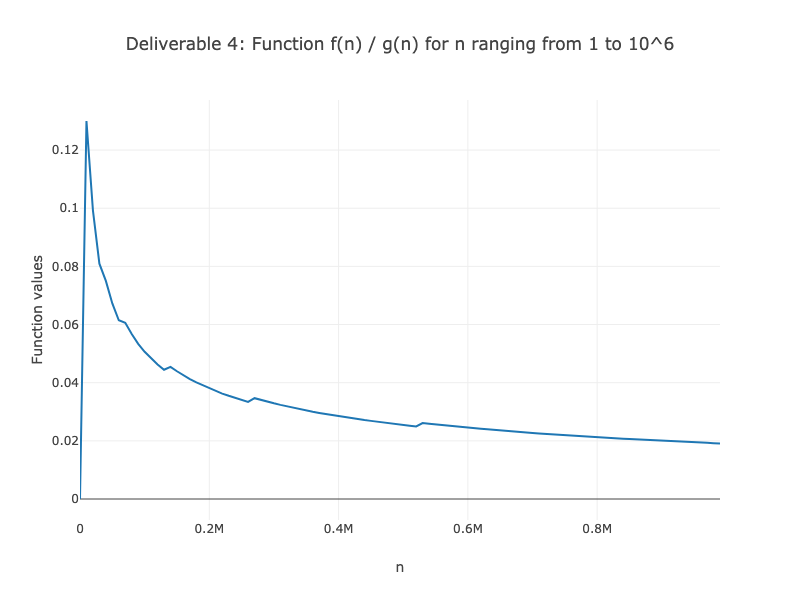 Deliverable 4: Function f(n) / g(n) for n ranging from 1 to 10^6
0.12
0.1
0.08
0.06
0.04
0.02
0
Function values
0
0.2M
0.4M
0.6M
0.8M
n